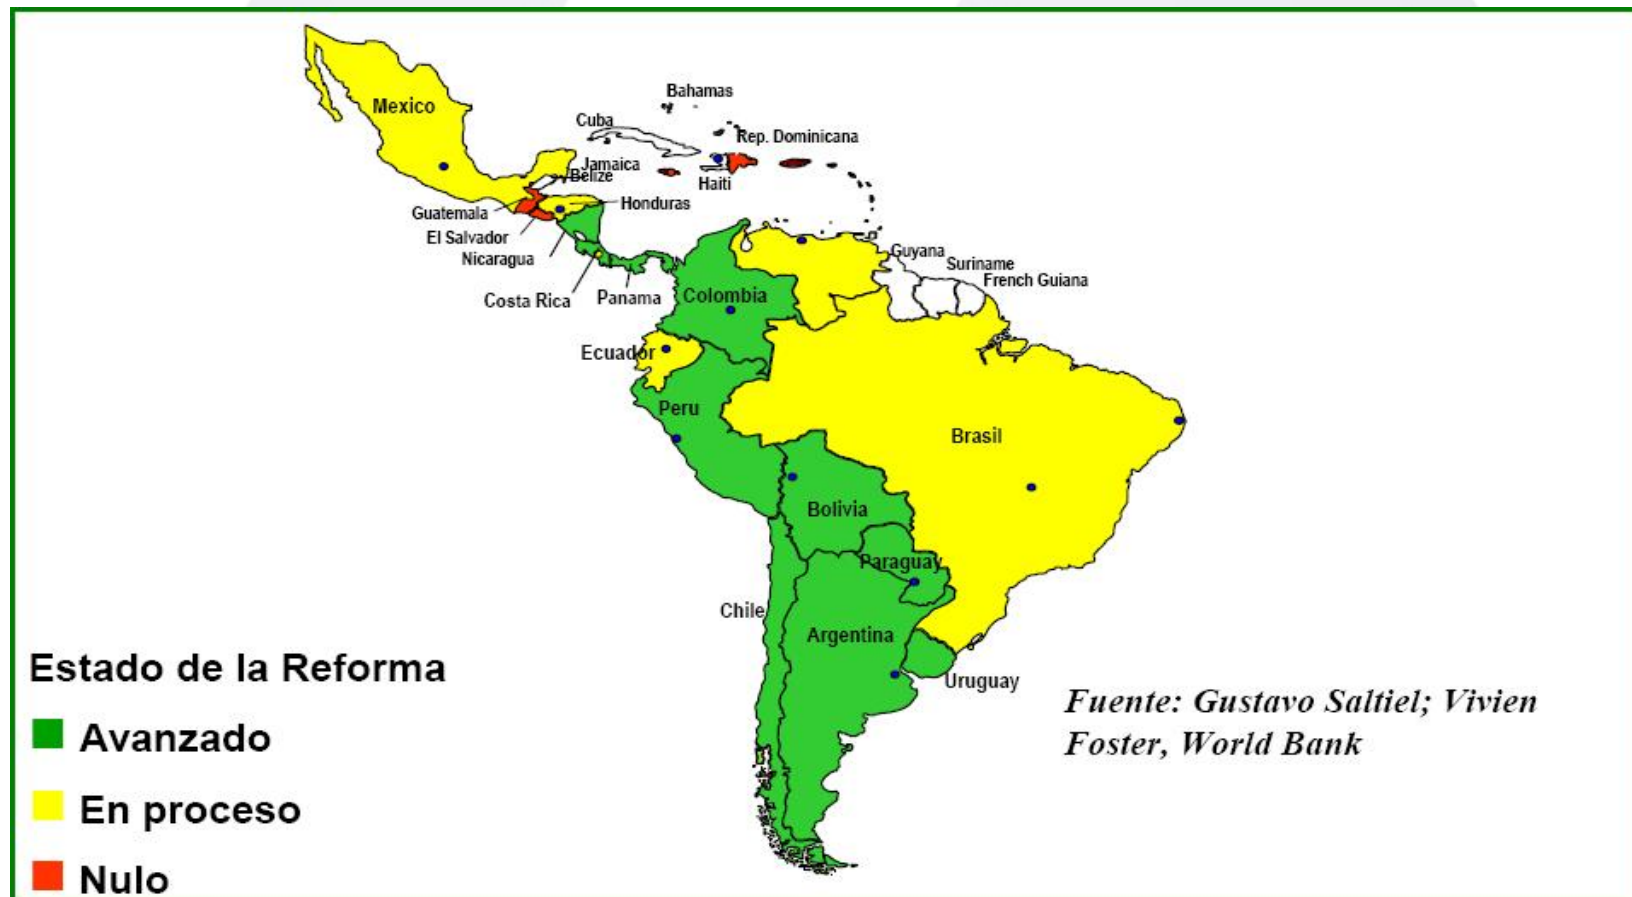 Bahamas
Mexico
Cuba
Rep. Dominicana
Jamaica
Belize
Haiti
Honduras
Guatemala
El Salvador
Nicaragua
Guyana
Suriname
French Guiana
Costa Rica
Panama
Colombia
Ecuador
Peru
Brasil
Bolivia
Paraguay
Chile
Argentina
Uruguay
Estado de la Reforma
Avanzado
En proceso
Nulo
Fuente: Gustavo Saltiel; Vivien
Foster, World Bank